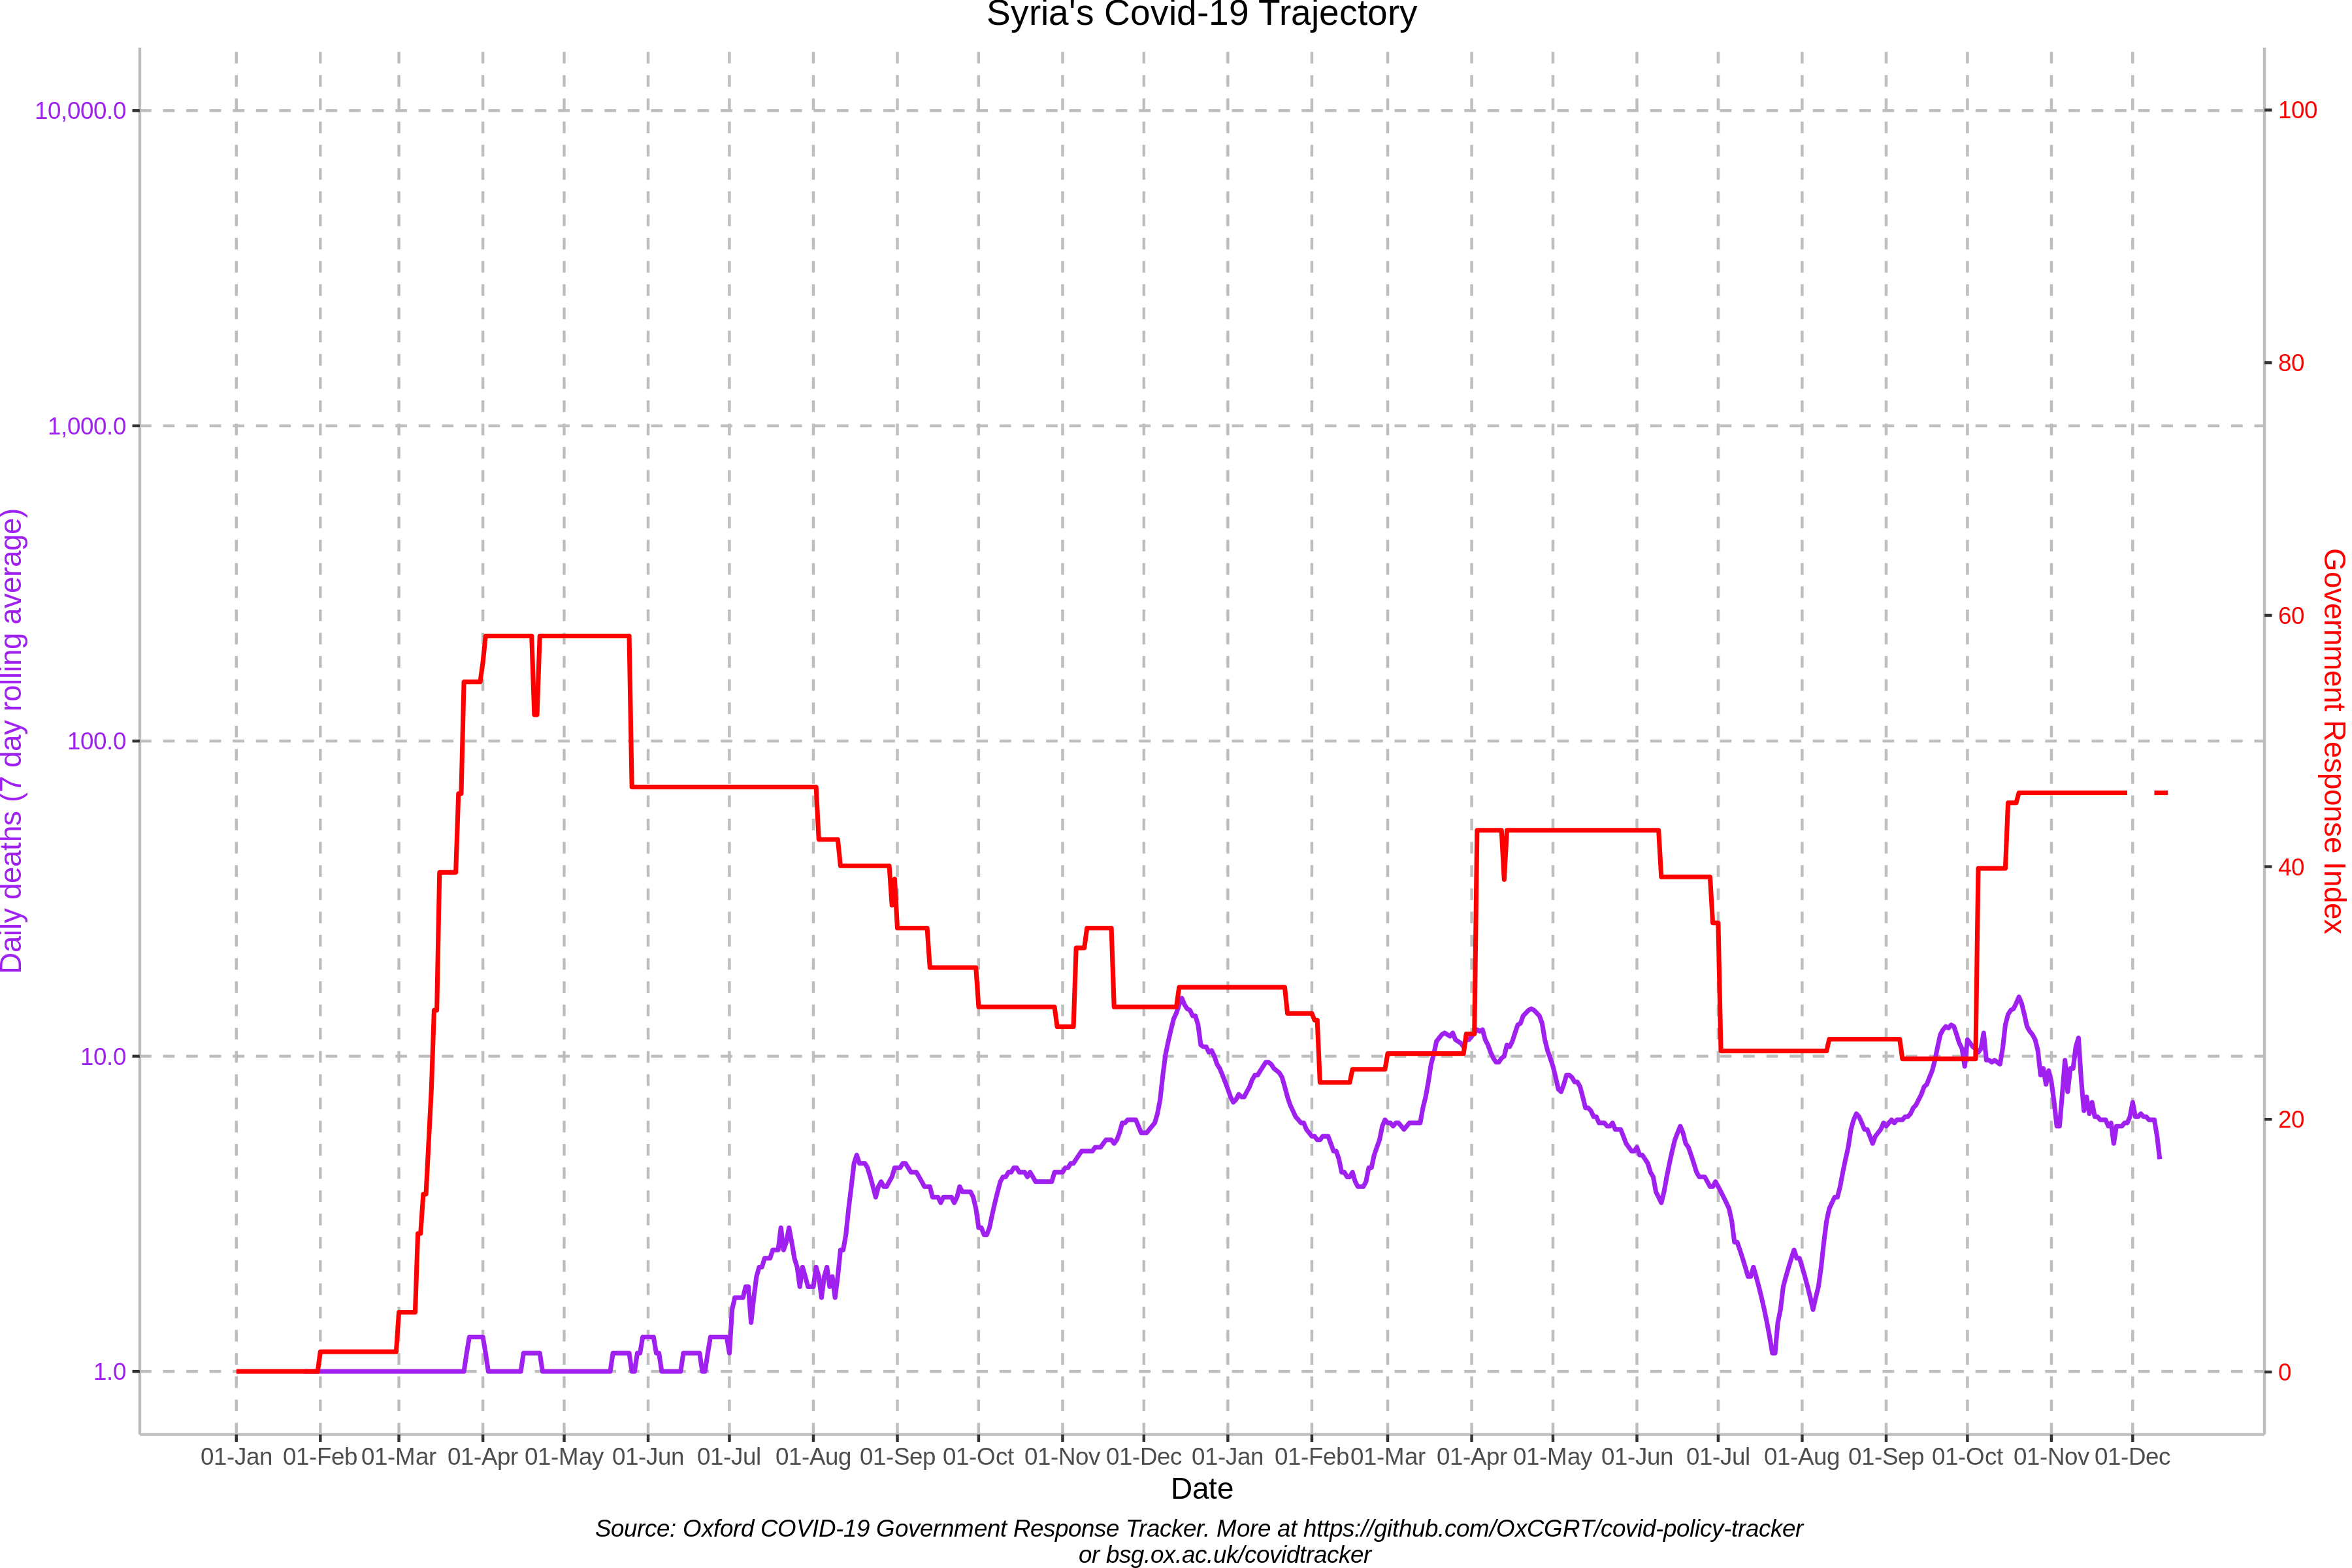 Syria's Covid-19 Trajectory
10,000.0
1,000.0
100.0
10.0
1.0
Daily deaths (7 day rolling average)
100
80
60
40
20
0
Government Response Index
01-Jan 01-Feb 01-Mar 01-Apr 01-May 01-Jun 01-Jul 01-Aug 01-Sep 01-Oct 01-Nov 01-Dec 01-Jan 01-Feb 01-Mar 01-Apr 01-May 01-Jun 01-Jul 01-Aug 01-Sep 01-Oct 01-Nov 01-Dec
Date
Source: Oxford COVID-19 Government Response Tracker. More at https://github.com/OxCGRT/covid-policy-tracker
or bsg.ox.ac.uk/covidtracker